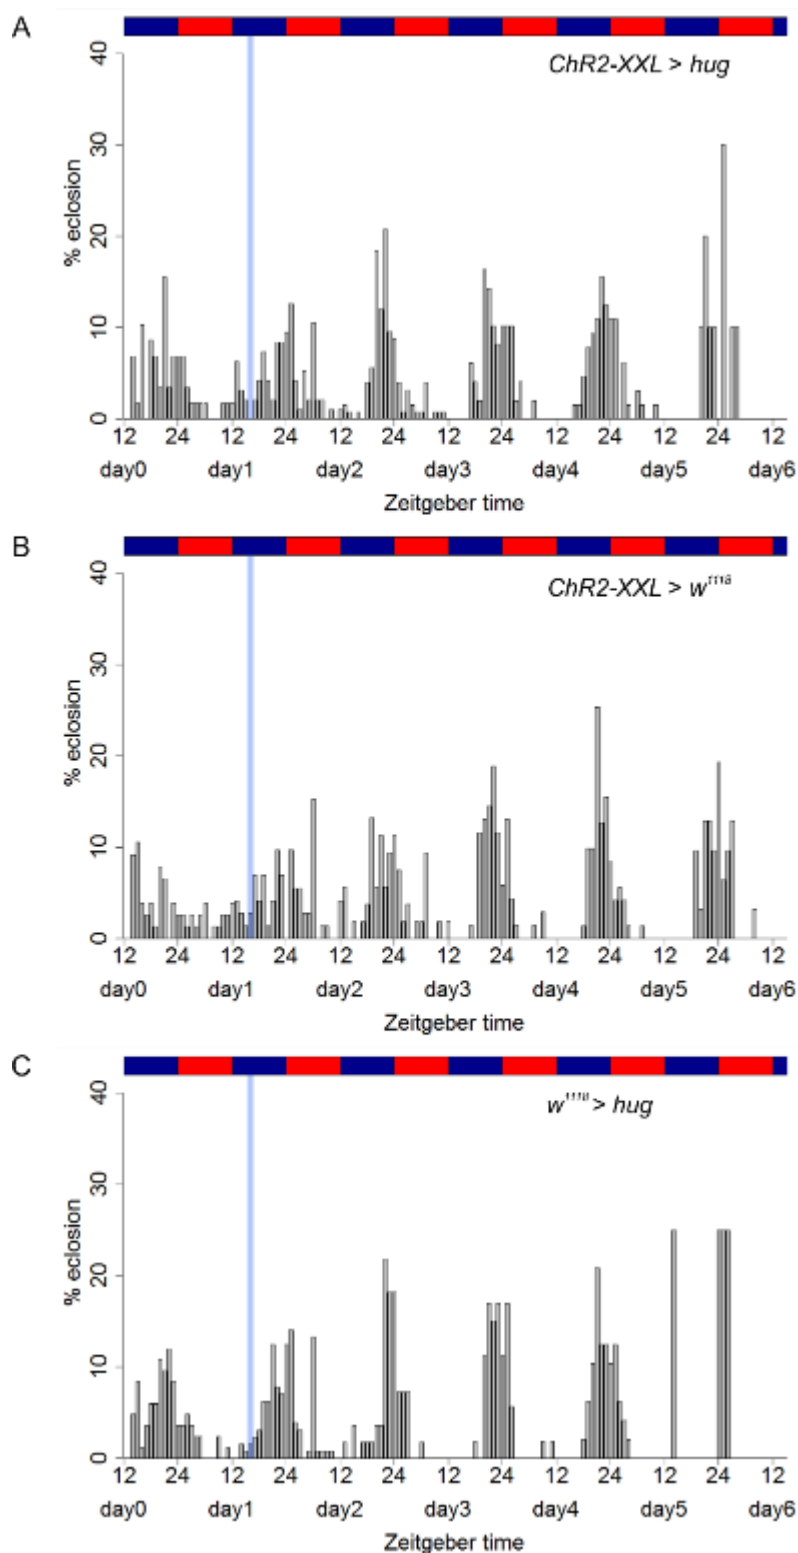 A
ChR2-XXL > hug
40
30
20
10
0
% eclosion
12 24 12 24 12 24 12 24 12 24 12 24 12
day0 day1 day2 day3 day4 day5 day6
Zeitgeber time
B
ChR2-XXL > w1118
40
30
20
10
0
% eclosion
12 24 12 24 12 24 12 24 12 24 12 24 12
day0 day1 day2 day3 day4 day5 day6
Zeitgeber time
C
w1118 > hug
40
30
20
10
0
% eclosion
12 24 12 24 12 24 12 24 12 24 12 24 12
day0 day1 day2 day3 day4 day5 day6
Zeitgeber time